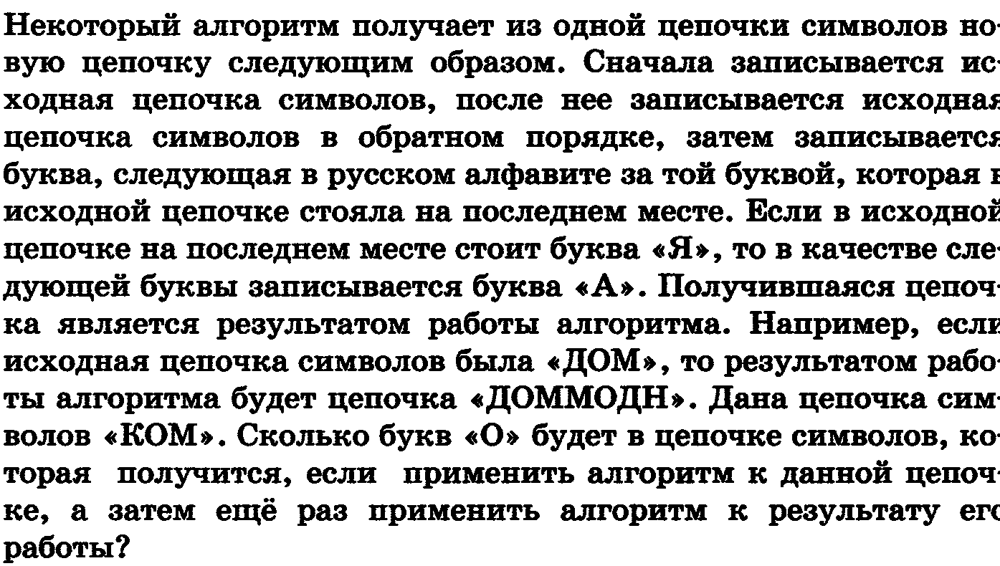 Некоторый алгоритм получает из одной цепочки символов но-
вую цепочку следующим образом. Сначала записывается ис-
ходная цепочка символов, после нее записывается исходная
цепочка символов в обратном порядке, затем записывается
буква, следующая в русском алфавите за той буквой, которая в
исходной цепочке стояла на последнем месте. Если в исходной
цепочке на последнем месте стоит буква «Я», то в качестве сле-
дующей буквы записывается буква «А». Получившаяся цепоч-
ка является результатом работы алгоритма. Например, если
исходная цепочка символов была «ДОМ», то результатом рабо-
ты алгоритма будет цепочка «ДОММОДН». Дана цепочка сим-
волов «КОМ». Сколько букв «О» будет в цепочке символов, ко-
торая получится, если применить алгоритм к данной цепоч-
ке, а затем ещё раз применить алгоритм к результату его
работы?